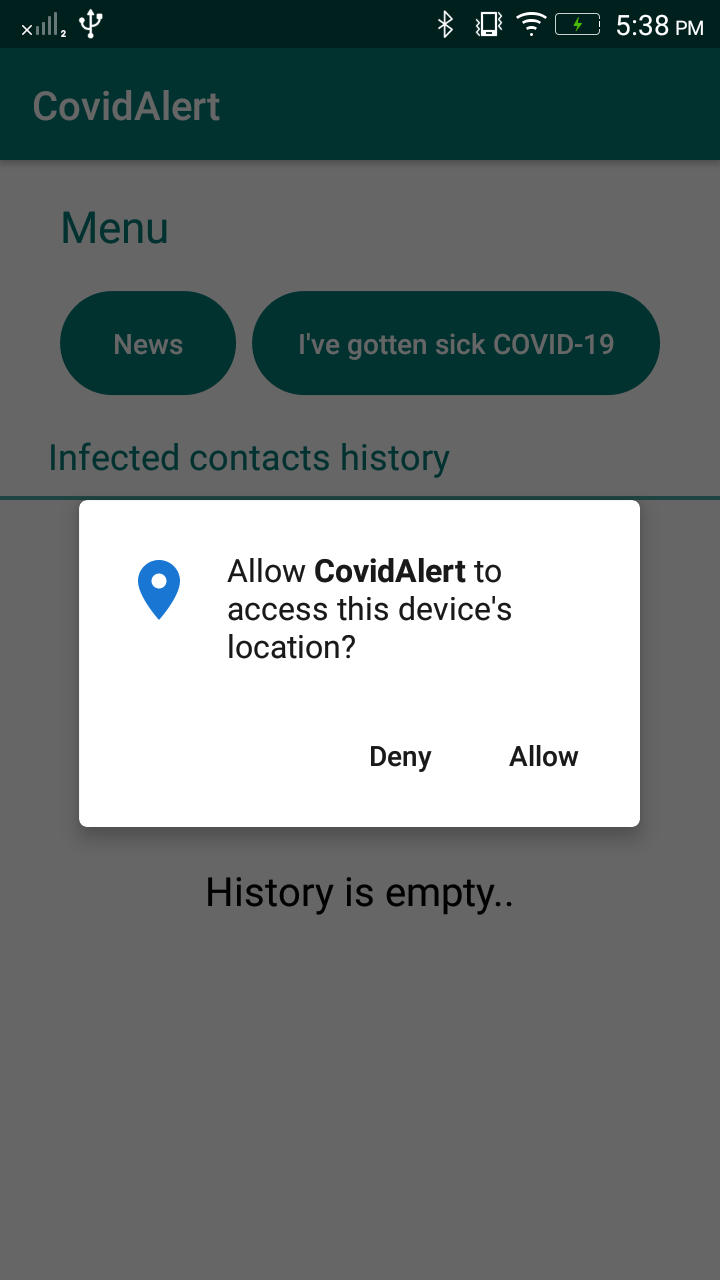 2
5:38 PM
CovidAlert
Menu
News
I've gotten sick COVID-19
Infected contacts history
Allow CovidAlert to
access this device's
location?
Deny
Allow
History is empty..